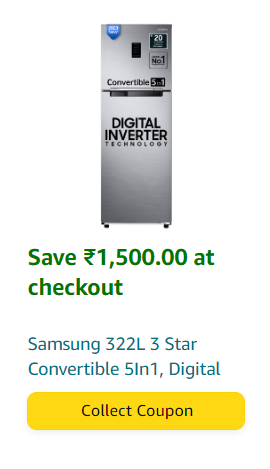 20
No1
Convertible 5in1
DIGITAL
INVERTER
TECHNOLOGY
Save ₹1,500.00 at
checkout
Samsung 322L 3 Star
Convertible 5In1, Digital
Collect Coupon